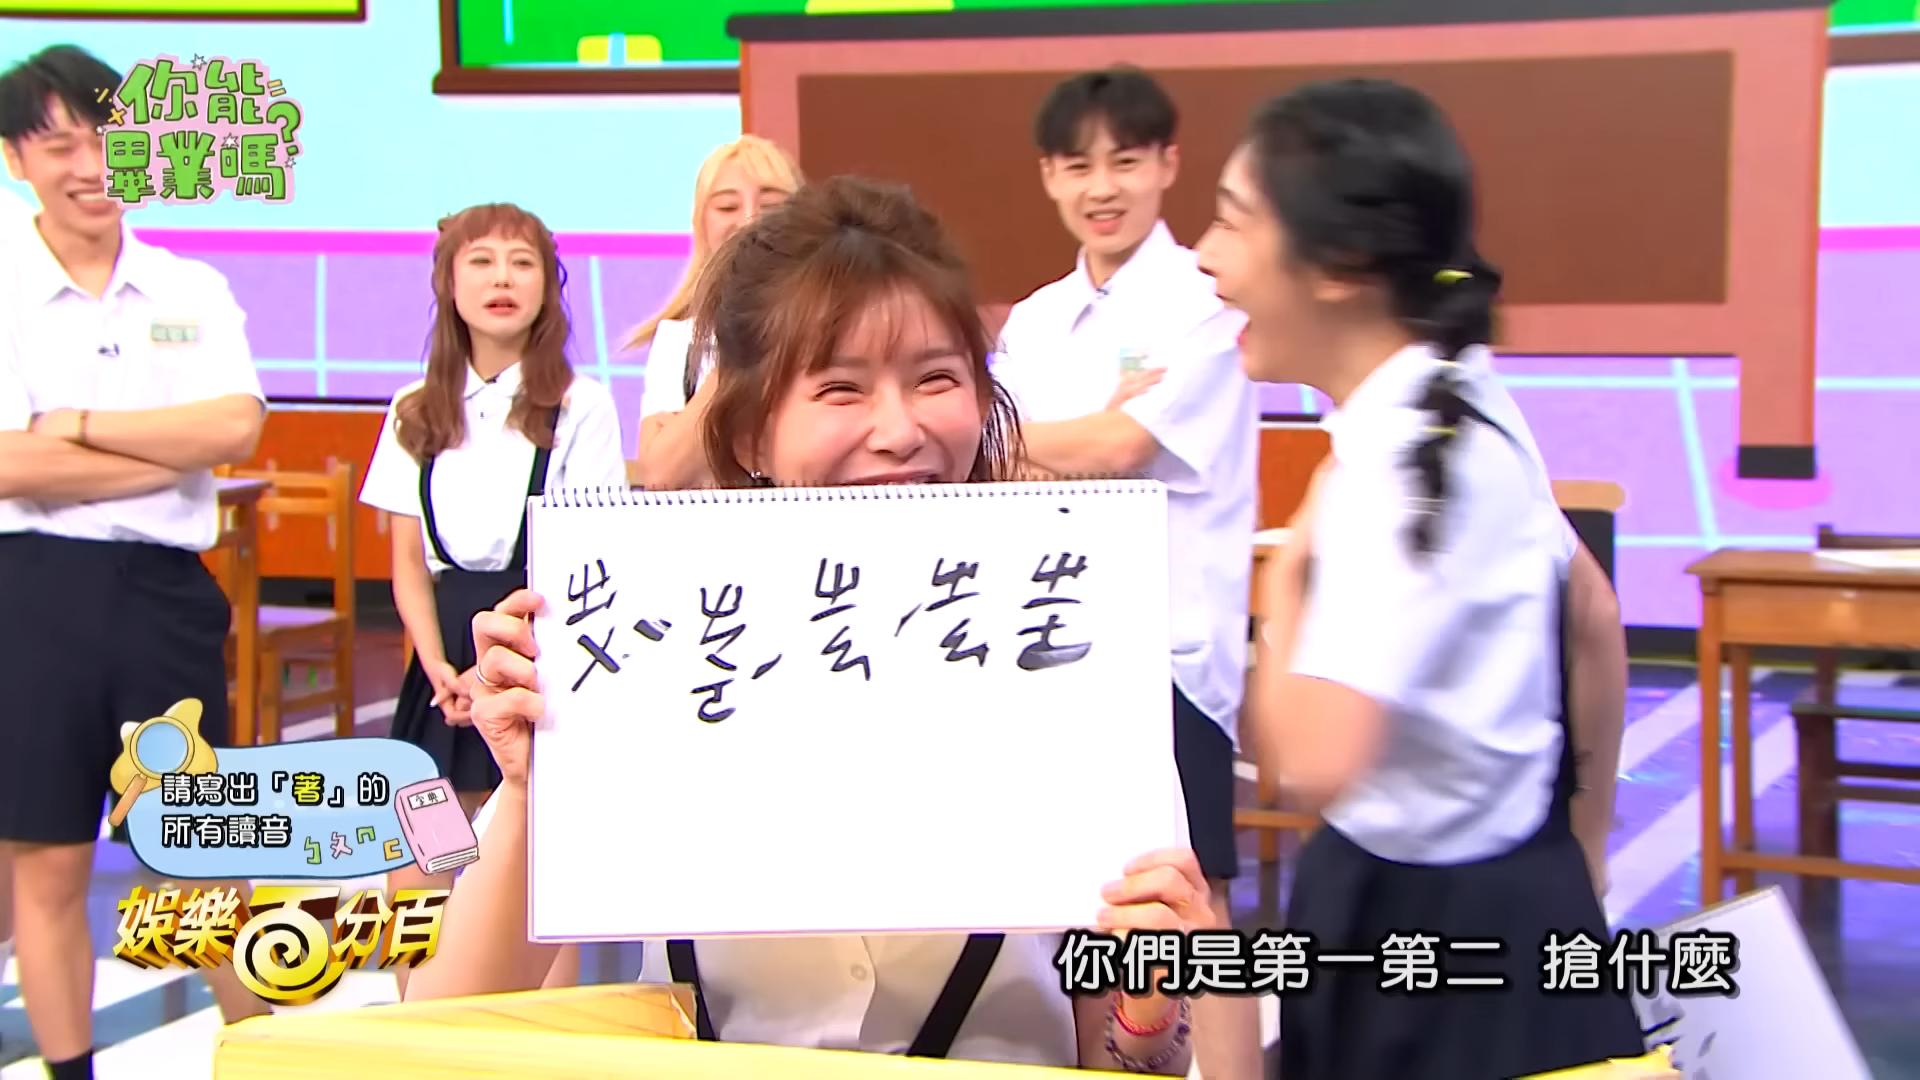 你能
畢業嗎?
ㄓㄨˋ ㄓㄨㄛˊ ㄓㄠ ㄓㄠˊ ˙ㄓㄜ
請寫出「著」的
所有讀音
ㄅㄆㄇㄈ
字典
娛樂百分百
你們是第一第二 搶什麼